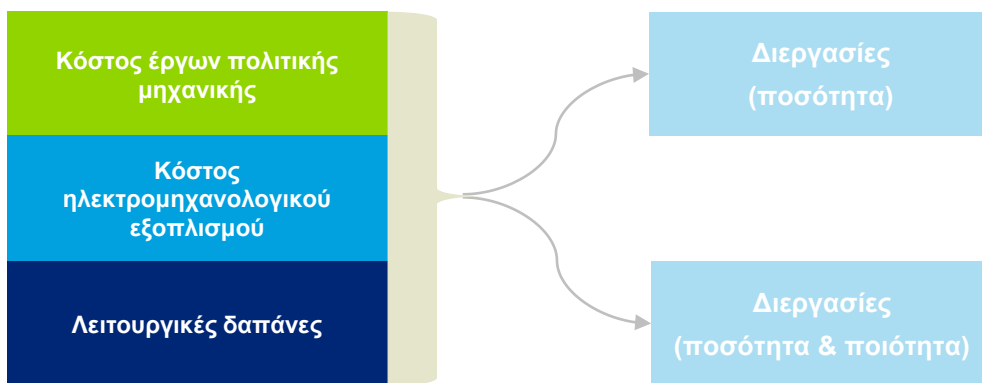 Κόστος έργων πολιτικής
μηχανικής
Κόστος
ηλεκτρομηχανολογικού
εξοπλισμού
Λειτουργικές δαπάνες
Διεργασίες
(ποσότητα)
Διεργασίες
(ποσότητα & ποιότητα)